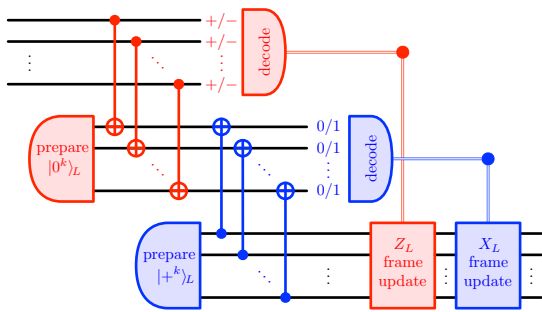 +/−
+/−
+/−
decode
prepare
|0^k⟩_L
0/1
0/1
0/1
decode
prepare
|+^k⟩_L
Z_L
frame
update
X_L
frame
update